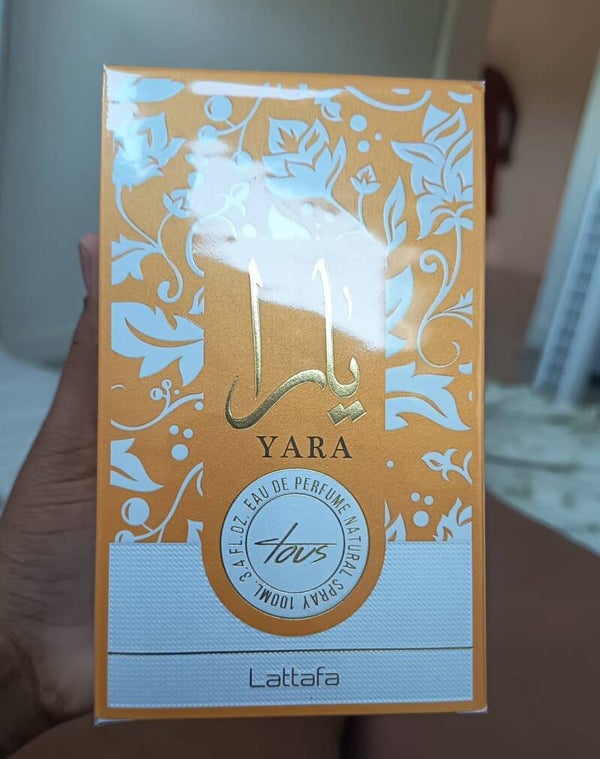 يارا
YARA
EAU DE PERFUME NATURAL SPRAY 100ML. 3.4 FL.OZ.
tous
Lattafa